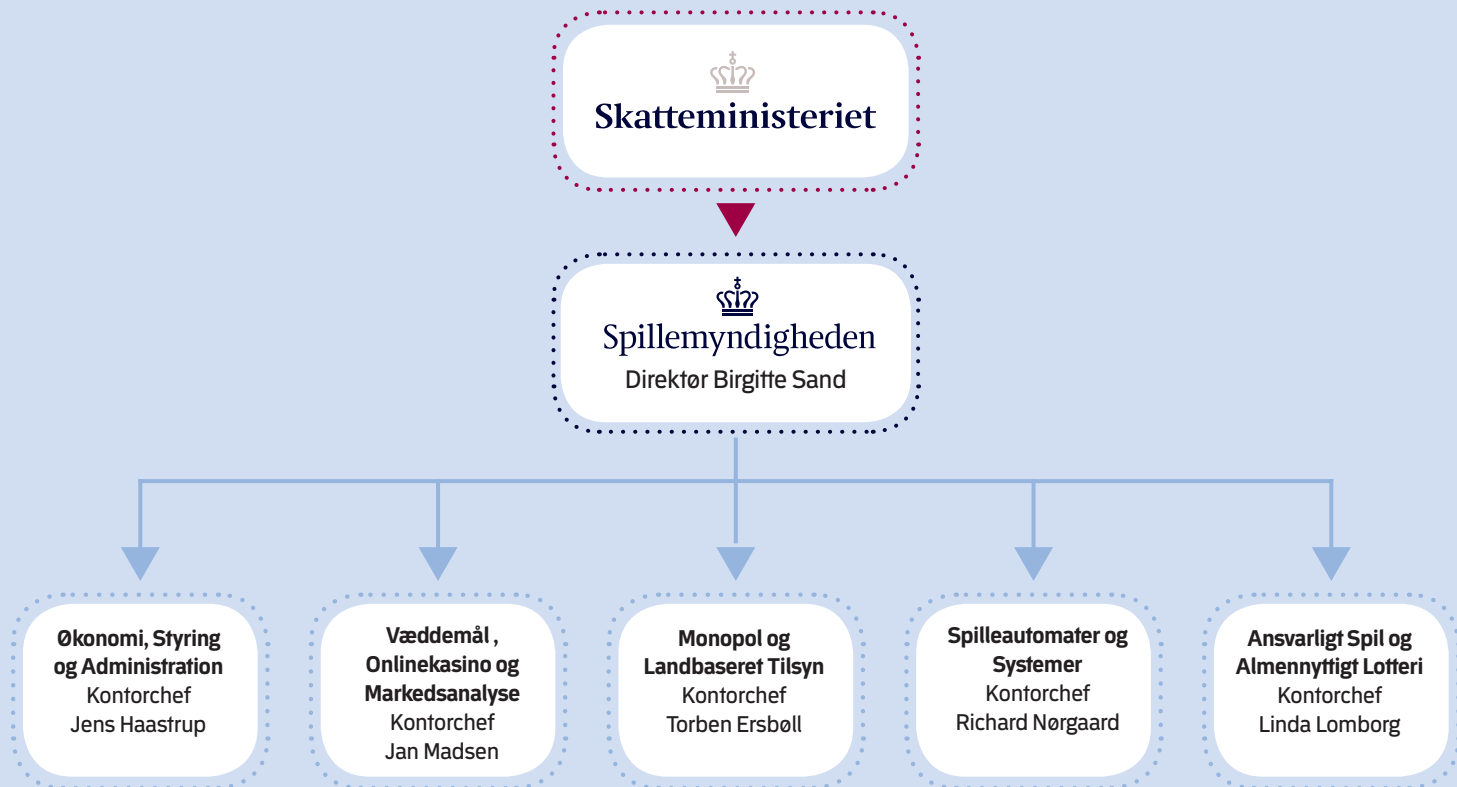 Skatteministeriet
Spillemyndigheden
Direktør Birgitte Sand
Økonomi, Styring
og Administration
Kontorchef
Jens Haastrup
Væddemål ,
Onlinekasino og
Markedsanalyse
Kontorchef
Jan Madsen
Monopol og
Landbaseret Tilsyn
Kontorchef
Torben Ersbøll
Spilleautomater og
Systemer
Kontorchef
Richard Nørgaard
Ansvarligt Spil og
Almennyttigt Lotteri
Kontorchef
Linda Lomborg